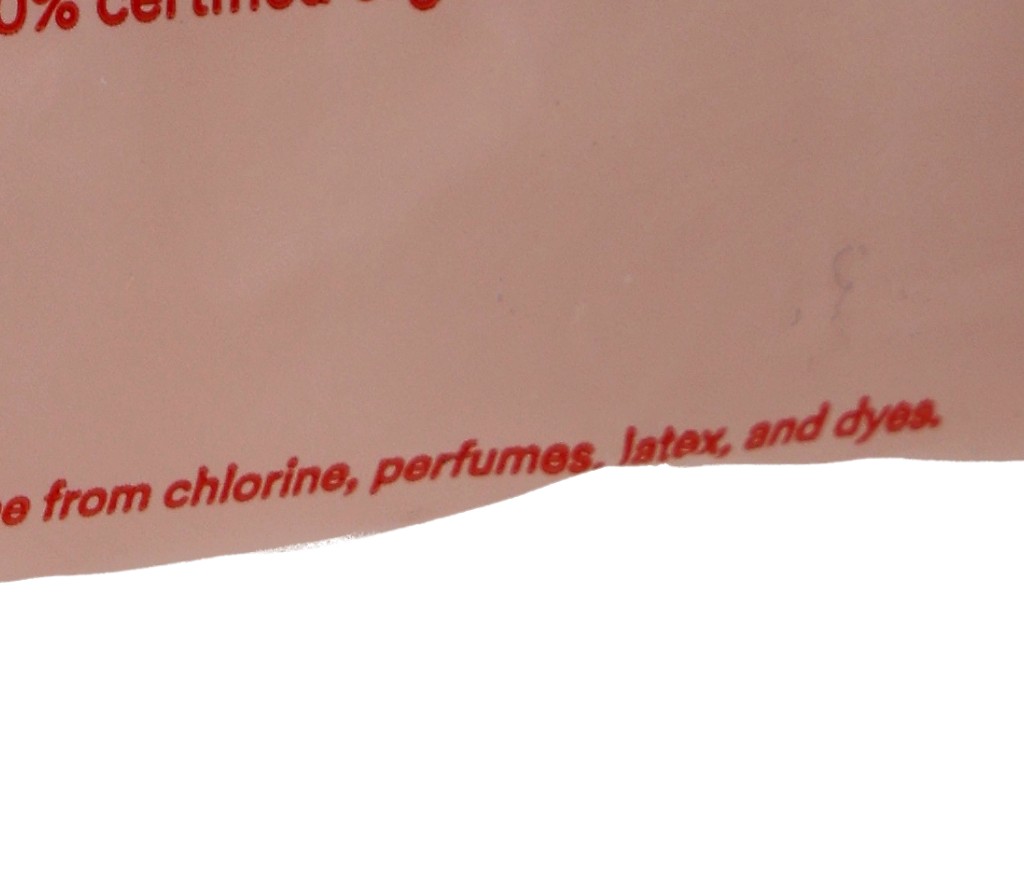 0% certified
e from chlorine, perfumes, latex, and dyes.